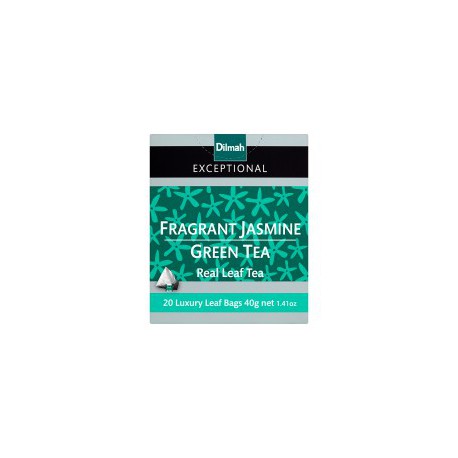 Dilmah
EXCEPTIONAL
FRAGRANT JASMINE
GREEN TEA
Real Leaf Tea
20 Luxury Leaf Bags 40g net 1.41oz